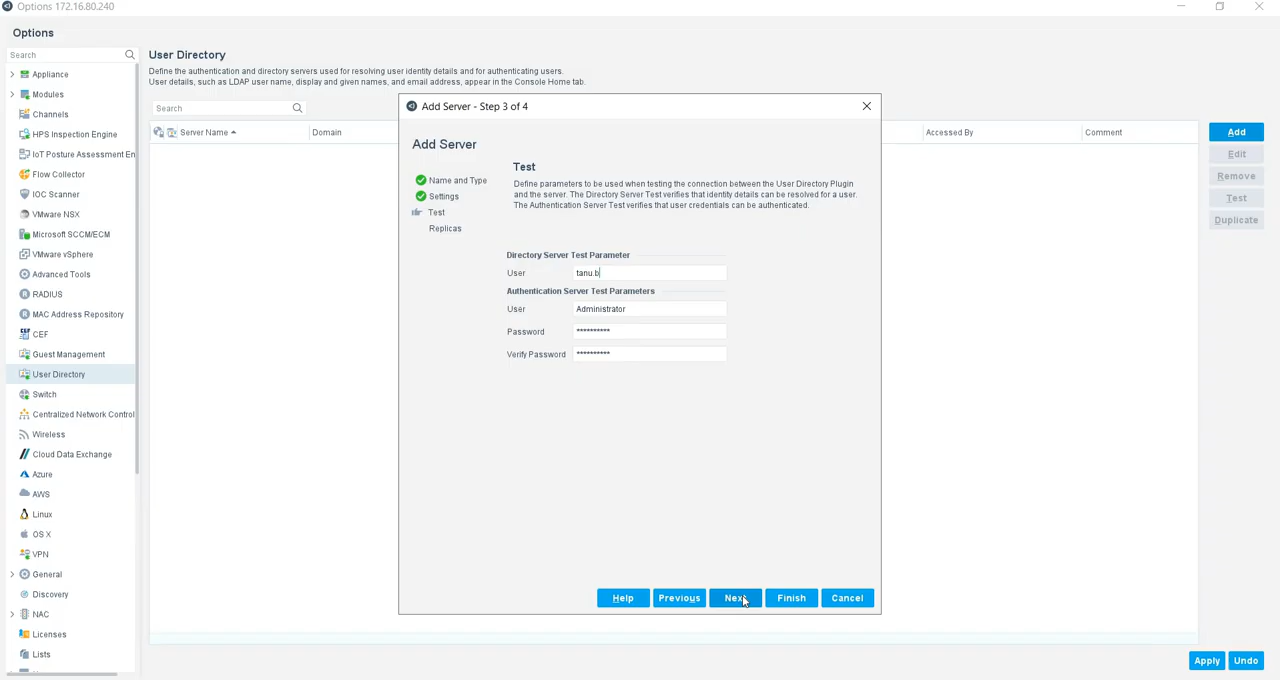 Options 172.16.80.240
Options
Search
Appliance
Modules
Channels
HPS Inspection Engine
IoT Posture Assessment En
Flow Collector
IOC Scanner
VMware NSX
Microsoft SCCM/ECM
VMware vSphere
Advanced Tools
RADIUS
MAC Address Repository
CEF
Guest Management
User Directory
Switch
Centralized Network Control
Wireless
Cloud Data Exchange
Azure
AWS
Linux
OS X
VPN
General
Discovery
NAC
Licenses
Lists
User Directory
Define the authentication and directory servers used for resolving user identity details and for authenticating users.
User details, such as LDAP user name, display and given names, and email address, appear in the Console Home tab.
Search
Server Name
Domain
Accessed By
Comment
Add
Edit
Remove
Test
Duplicate
Add Server - Step 3 of 4
Add Server
Name and Type
Settings
Test
Replicas
Test
Define parameters to be used when testing the connection between the User Directory Plugin
and the server. The Directory Server Test verifies that identity details can be resolved for a user.
The Authentication Server Test verifies that user credentials can be authenticated.
Directory Server Test Parameter
User tanu.b
Authentication Server Test Parameters
User Administrator
Password **********
Verify Password **********
Help Previous Next Finish Cancel
Apply Undo